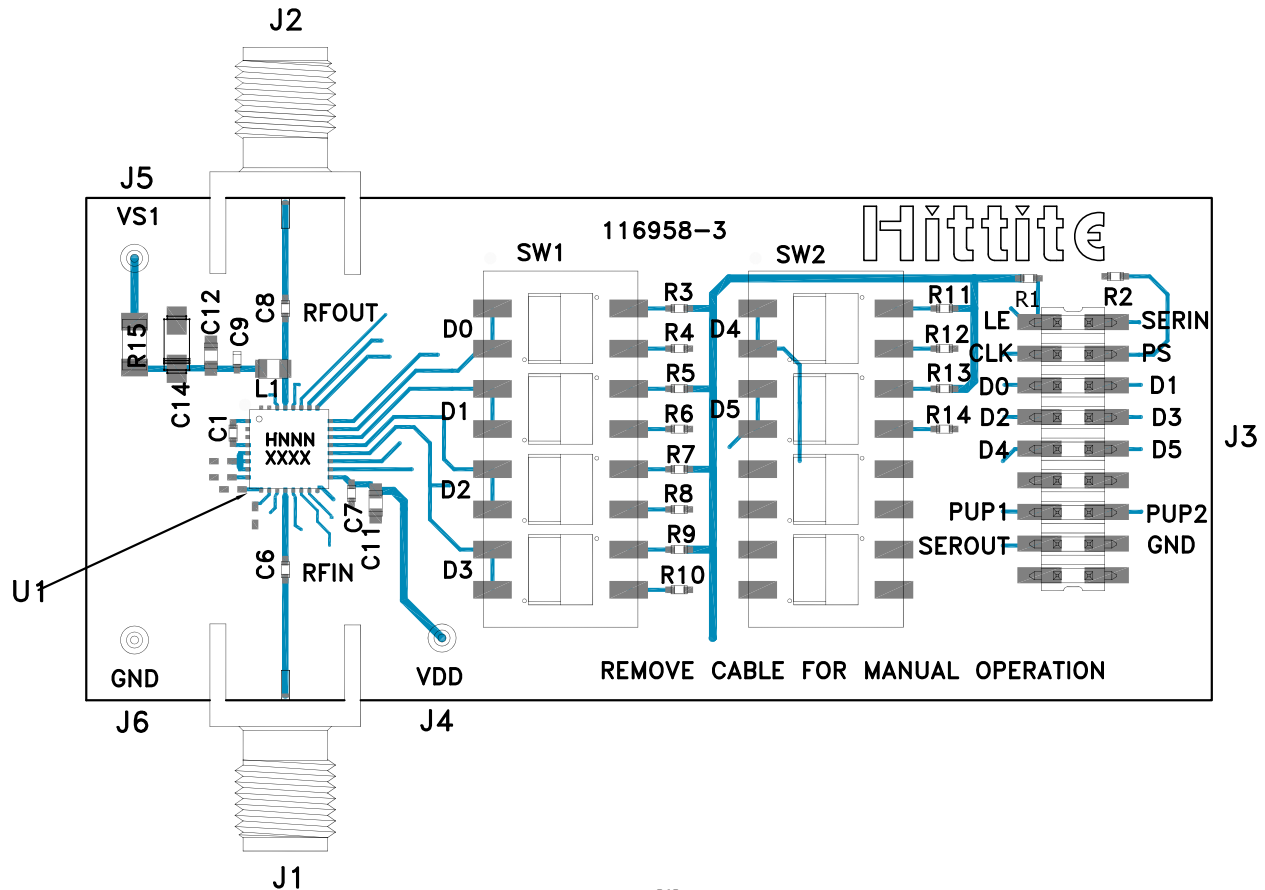 J2
J5
VS1
116958-3
Hittite
SW1
SW2
C12
C9
C8
RFOUT
R15
C14
L1
D0
R3
R4
D4
R11
R12
R1
R2
LE
SERIN
CLK
PS
R5
R13
D0
D1
D1
R6
D5
R14
D2
D3
C1
HNNN
XXXX
R7
D4
D5
J3
D2
R8
C7
C11
PUP1
PUP2
R9
SEROUT
GND
C6
RFIN
D3
R10
U1
GND
VDD
REMOVE CABLE FOR MANUAL OPERATION
J6
J4
J1